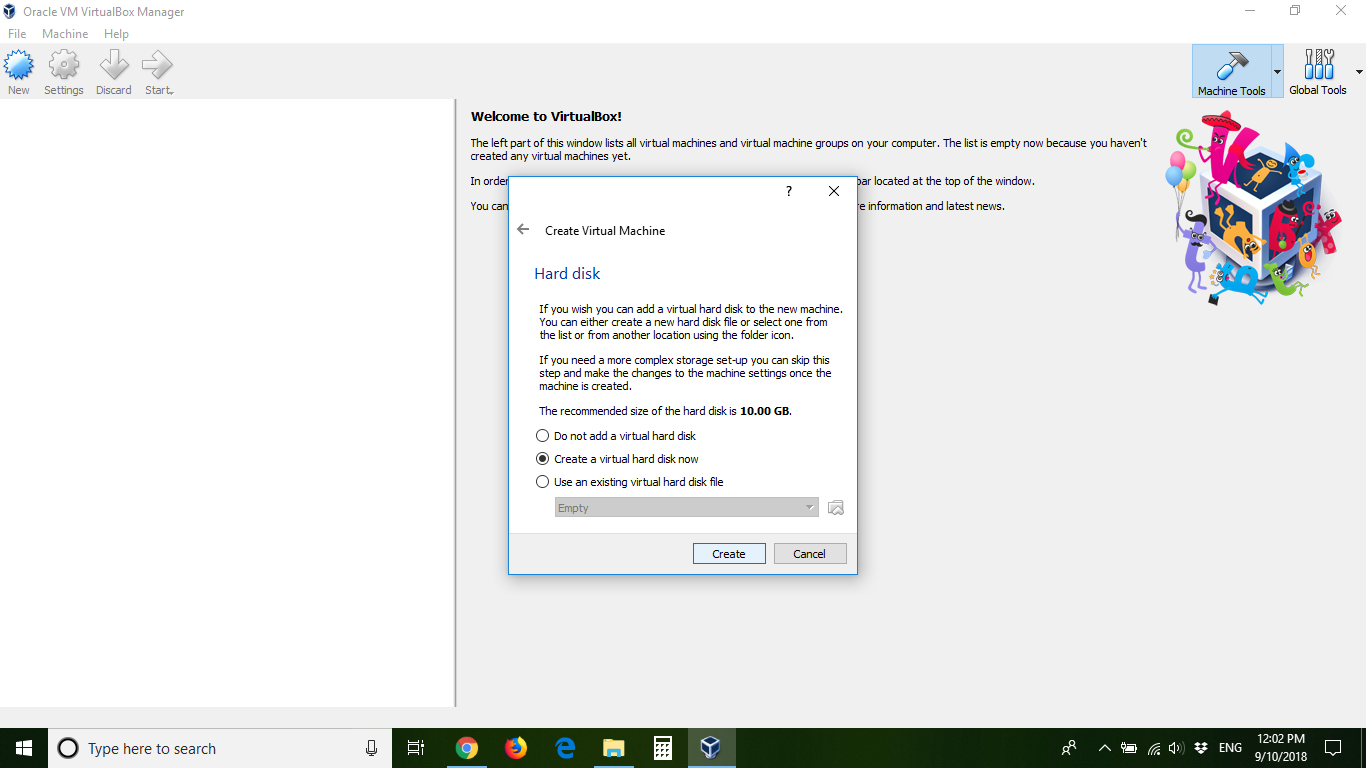 Oracle VM VirtualBox Manager
File Machine Help
New Settings Discard Start
Machine Tools Global Tools
Welcome to VirtualBox!
The left part of this window lists all virtual machines and virtual machine groups on your computer. The list is empty now because you haven't
created any virtual machines yet.
In order bar located at the top of the window.
You can re information and latest news.
?
Create Virtual Machine
Hard disk
If you wish you can add a virtual hard disk to the new machine.
You can either create a new hard disk file or select one from
the list or from another location using the folder icon.
If you need a more complex storage set-up you can skip this
step and make the changes to the machine settings once the
machine is created.
The recommended size of the hard disk is 10.00 GB.
Do not add a virtual hard disk
Create a virtual hard disk now
Use an existing virtual hard disk file
Empty
Create Cancel
Type here to search
ENG
12:02 PM
9/10/2018